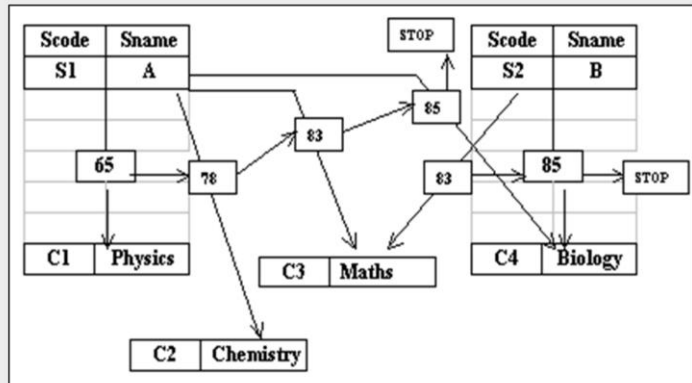 Scode Sname
S1 A
STOP
Scode Sname
S2 B
65
78
83
85
83
85
STOP
C1 Physics
C3 Maths
C4 Biology
C2 Chemistry